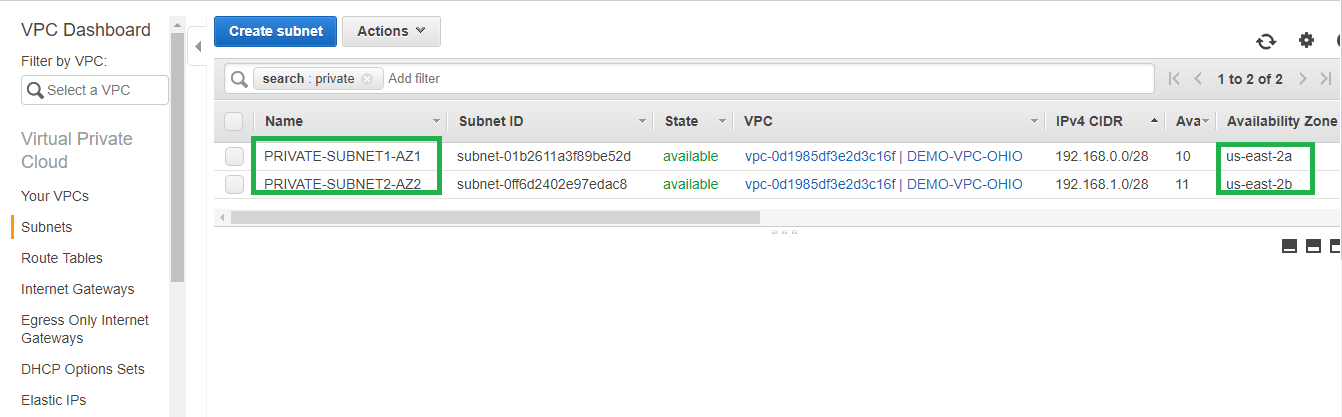 VPC Dashboard
Filter by VPC:
Select a VPC
Virtual Private
Cloud
Your VPCs
Subnets
Route Tables
Internet Gateways
Egress Only Internet
Gateways
DHCP Options Sets
Elastic IPs
Create subnet Actions
search : private Add filter 1 to 2 of 2
Name Subnet ID State VPC IPv4 CIDR Ava Availability Zone
PRIVATE-SUBNET1-AZ1 subnet-01b2611a3f89be52d available vpc-0d1985df3e2d3c16f | DEMO-VPC-OHIO 192.168.0.0/28 10 us-east-2a
PRIVATE-SUBNET2-AZ2 subnet-0ff6d2402e97edac8 available vpc-0d1985df3e2d3c16f | DEMO-VPC-OHIO 192.168.1.0/28 11 us-east-2b